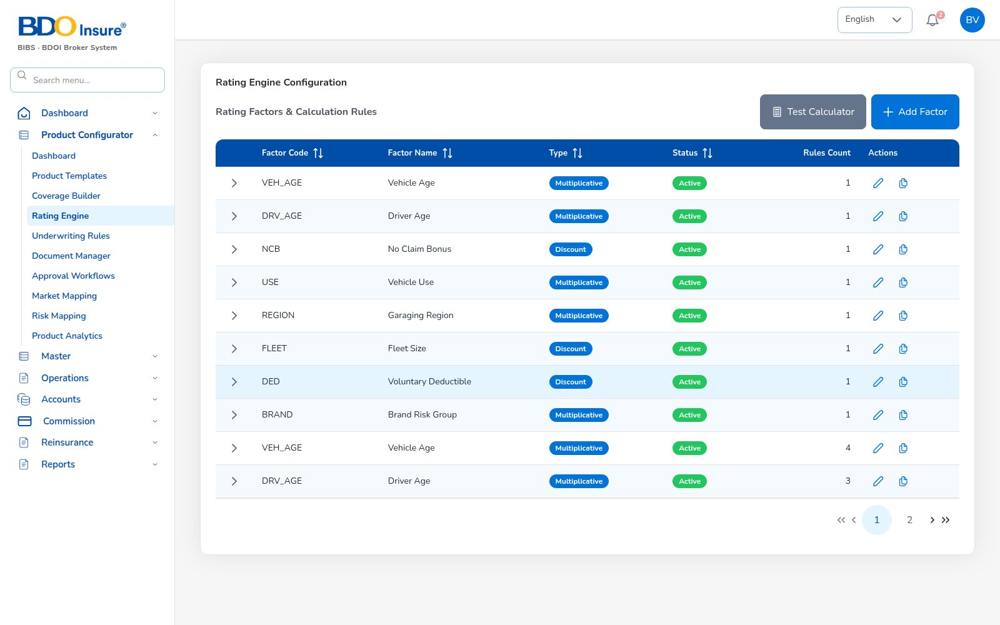 BDO Insure®
BIBS · BDOI Broker System
Search menu...
Dashboard
Product Configurator
Dashboard
Product Templates
Coverage Builder
Rating Engine
Underwriting Rules
Document Manager
Approval Workflows
Market Mapping
Risk Mapping
Product Analytics
Master
Operations
Accounts
Commission
Reinsurance
Reports
English
2
BV
Rating Engine Configuration
Rating Factors & Calculation Rules
Test Calculator
Add Factor
Factor Code Factor Name Type Status Rules Count Actions
VEH_AGE Vehicle Age Multiplicative Active 1
DRV_AGE Driver Age Multiplicative Active 1
NCB No Claim Bonus Discount Active 1
USE Vehicle Use Multiplicative Active 1
REGION Garaging Region Multiplicative Active 1
FLEET Fleet Size Discount Active 1
DED Voluntary Deductible Discount Active 1
BRAND Brand Risk Group Multiplicative Active 1
VEH_AGE Vehicle Age Multiplicative Active 4
DRV_AGE Driver Age Multiplicative Active 3
1 2